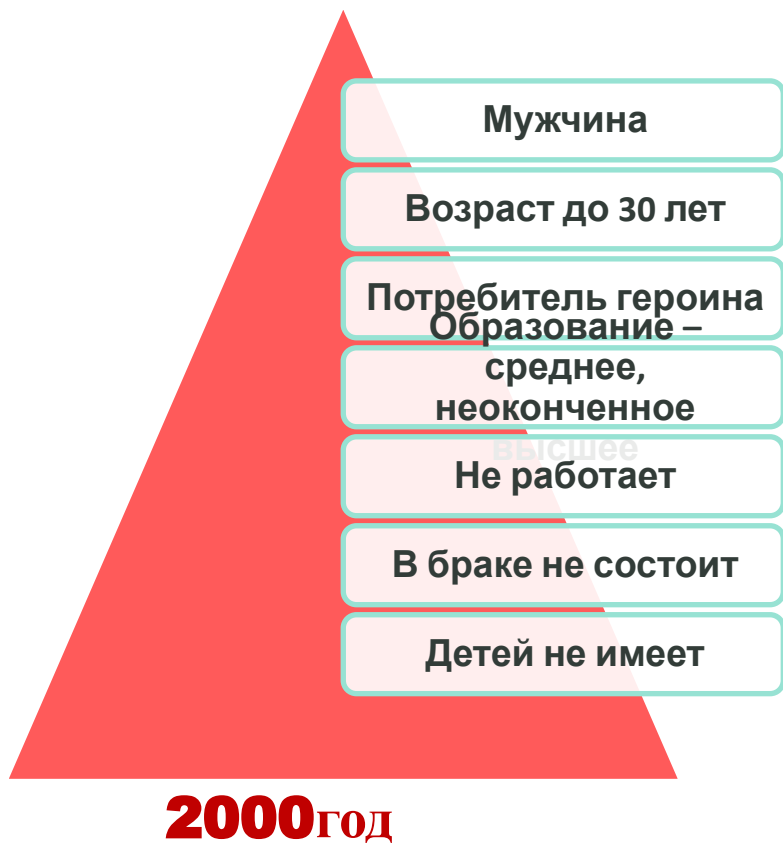 Мужчина
Возраст до 30 лет
Потребитель героина
Образование –
среднее,
неоконченное
высшее
Не работает
В браке не состоит
Детей не имеет
2000год